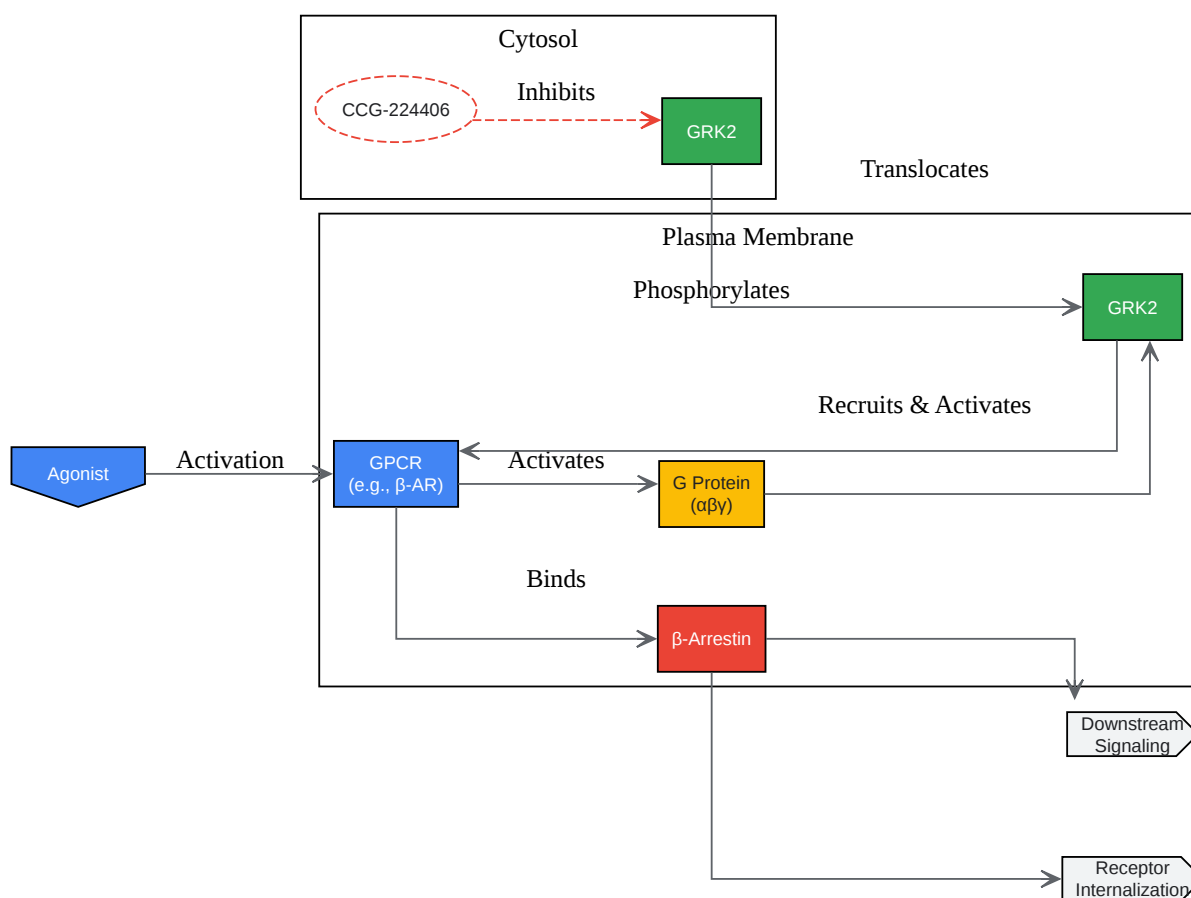 Cytosol
CCG-224406
Inhibits
GRK2
Translocates
Plasma Membrane
Phosphorylates
GRK2
Recruits & Activates
Agonist
Activation
GPCR
(e.g., β-AR)
Activates
G Protein
(αβγ)
Binds
β-Arrestin
Downstream
Signaling
Receptor
Internalization